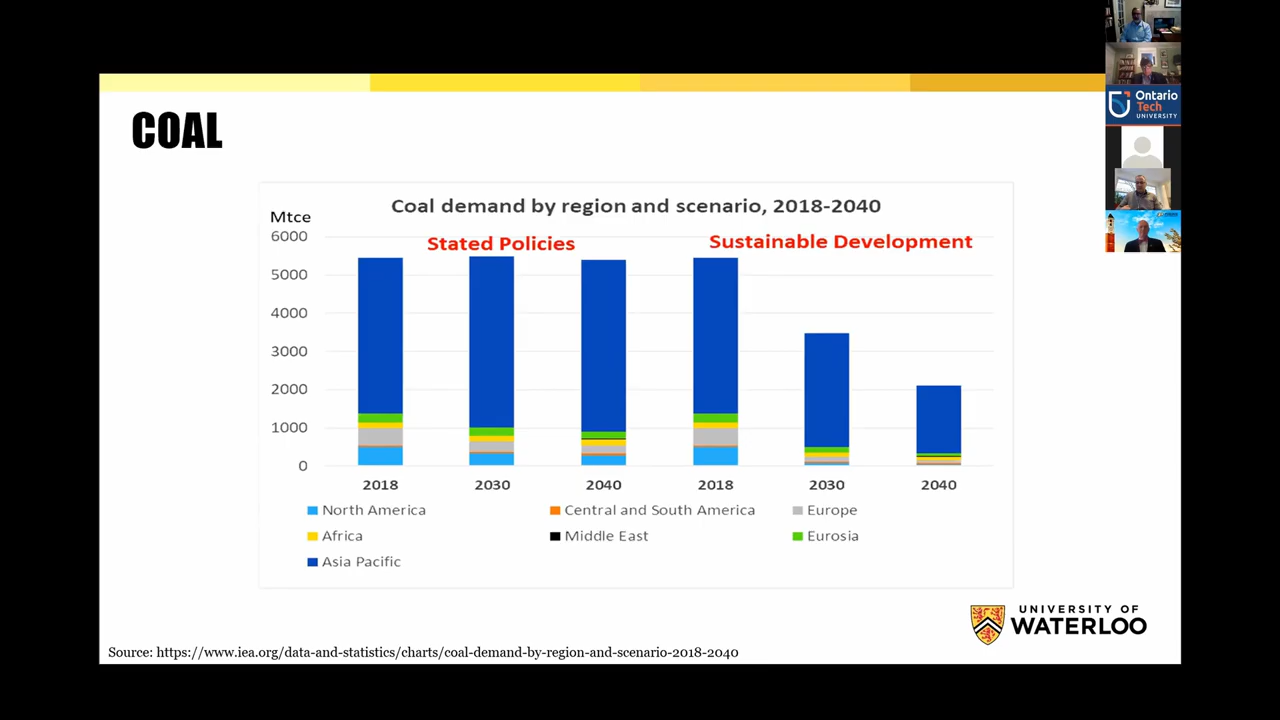 COAL
Coal demand by region and scenario, 2018-2040
Mtce
Stated Policies
Sustainable Development
6000
5000
4000
3000
2000
1000
0
2018 2030 2040 2018 2030 2040
North America Central and South America Europe
Africa Middle East Eurosia
Asia Pacific
UNIVERSITY OF
WATERLOO
Source: https://www.iea.org/data-and-statistics/charts/coal-demand-by-region-and-scenario-2018-2040
Ontario
Tech
UNIVERSITY